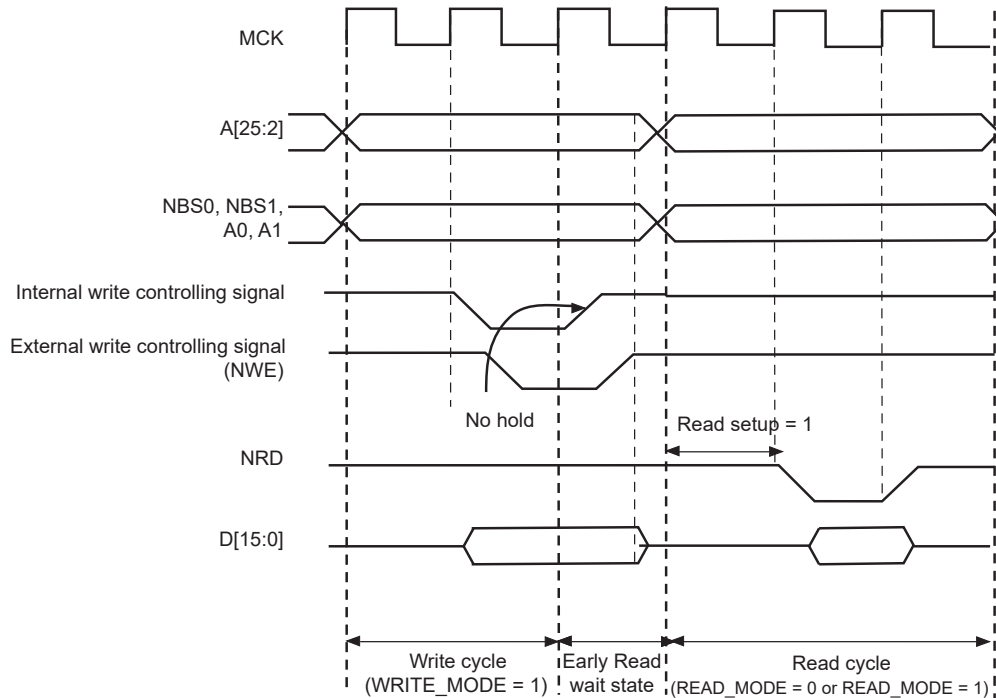 MCK
A[25:2]
NBS0, NBS1,
A0, A1
Internal write controlling signal
External write controlling signal
(NWE)
No hold
Read setup = 1
NRD
D[15:0]
Write cycle
(WRITE_MODE = 1)
Early Read
wait state
Read cycle
(READ_MODE = 0 or READ_MODE = 1)